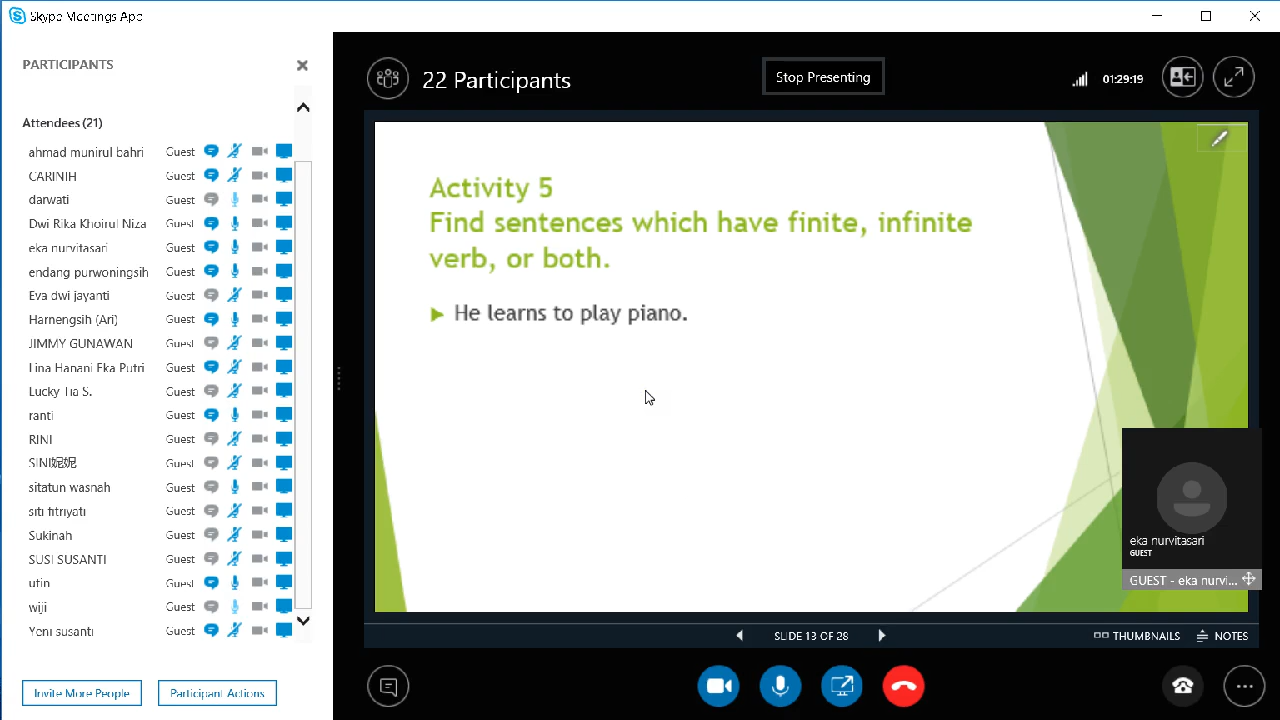 Skype Meetings App
PARTICIPANTS
Attendees (21)
ahmad munirul bahri Guest
CARINIH Guest
darwati Guest
Dwi Rika Khoirul Niza Guest
eka nurvitasari Guest
endang purwoningsih Guest
Eva dwi jayanti Guest
Harnengsih (Ari) Guest
JIMMY GUNAWAN Guest
Lina Hanani Eka Putri Guest
Lucky Tia S. Guest
ranti Guest
RINI Guest
SINI妮妮 Guest
sitatun wasnah Guest
siti fitriyati Guest
Sukinah Guest
SUSI SUSANTI Guest
utin Guest
wiji Guest
Yeni susanti Guest
Invite More People
Participant Actions
22 Participants
Stop Presenting
01:29:19
Activity 5
Find sentences which have finite, infinite
verb, or both.
He learns to play piano.
eka nurvitasari
GUEST
GUEST - eka nurvi...
SLIDE 13 OF 28
THUMBNAILS
NOTES